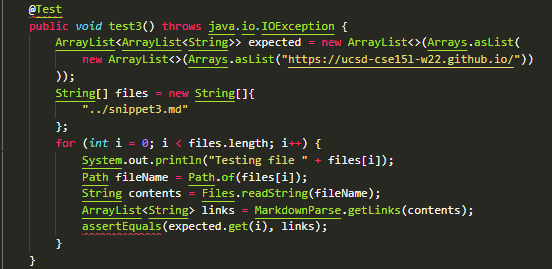 @Test
public void test3() throws java.io.IOException {
    ArrayList<ArrayList<String>> expected = new ArrayList<>(Arrays.asList(
        new ArrayList<>(Arrays.asList("https://ucsd-cse15l-w22.github.io/"))
    ));
    String[] files = new String[]{
        "../snippet3.md"
    };
    for (int i = 0; i < files.length; i++) {
        System.out.println("Testing file " + files[i]);
        Path fileName = Path.of(files[i]);
        String contents = Files.readString(fileName);
        ArrayList<String> links = MarkdownParse.getLinks(contents);
        assertEquals(expected.get(i), links);
    }
}